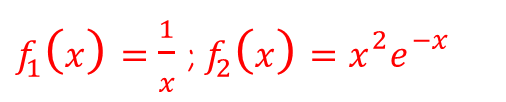 f₁(x) = 1/x ; f₂(x) = x²e⁻ˣ